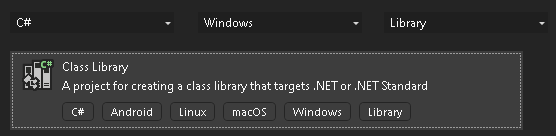 C# Windows Library
C#
Class Library
A project for creating a class library that targets .NET or .NET Standard
C# Android Linux macOS Windows Library